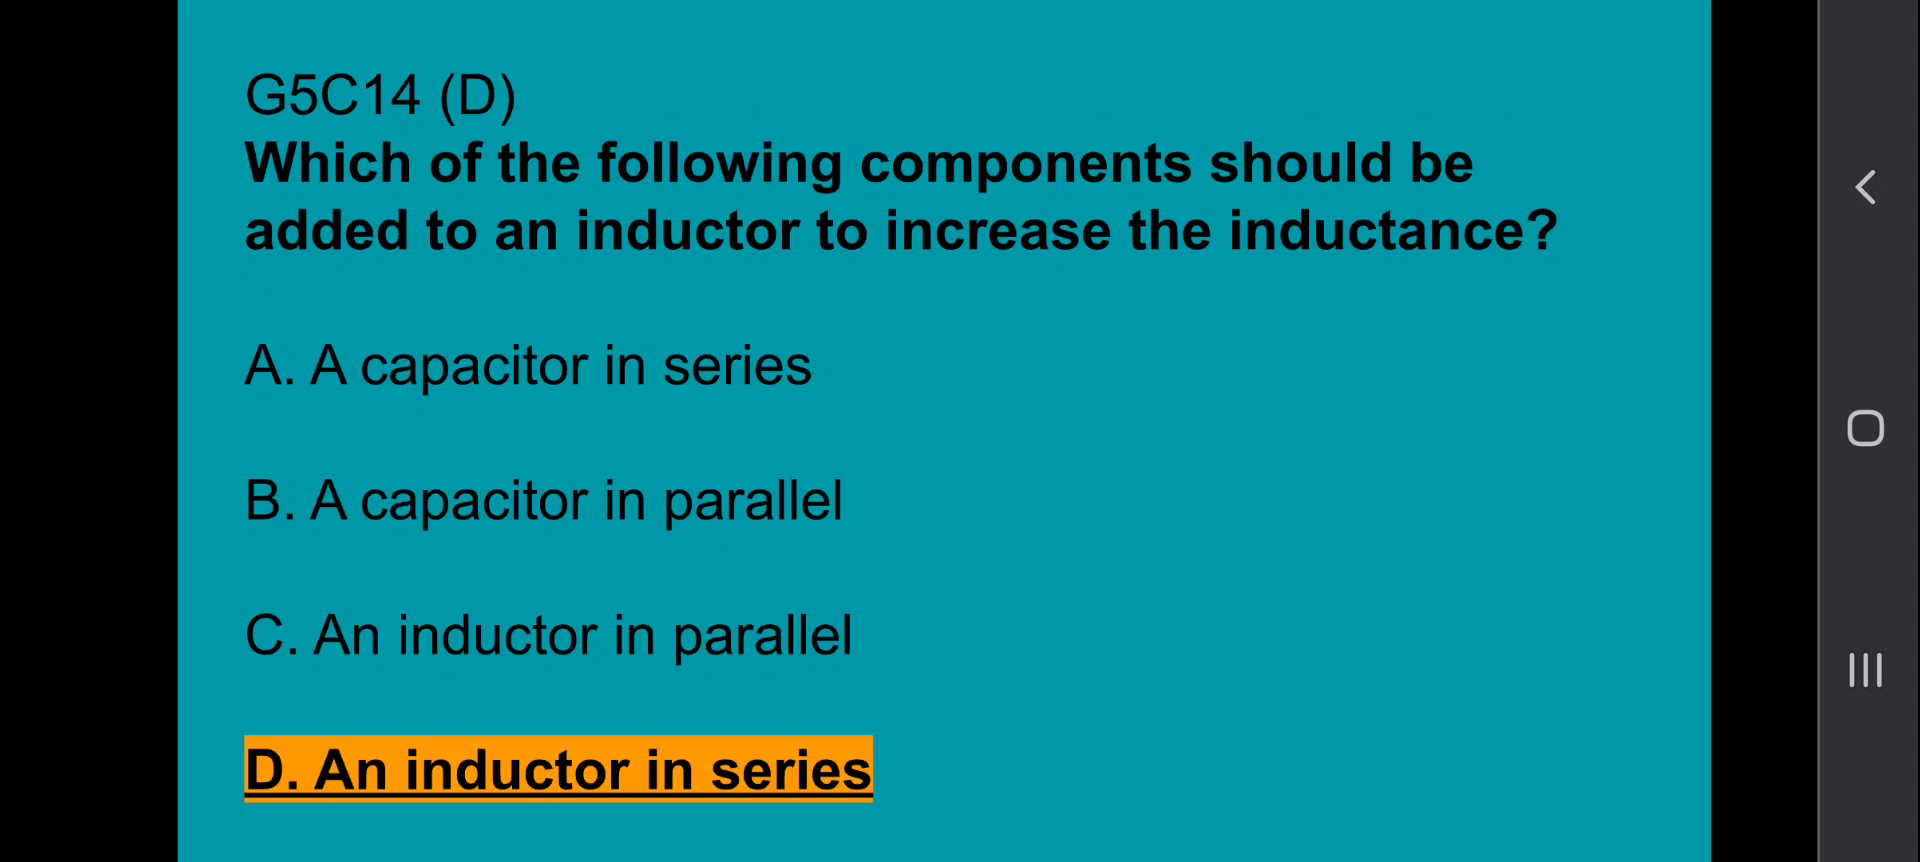 G5C14 (D)
Which of the following components should be
added to an inductor to increase the inductance?
A. A capacitor in series
B. A capacitor in parallel
C. An inductor in parallel
D. An inductor in series